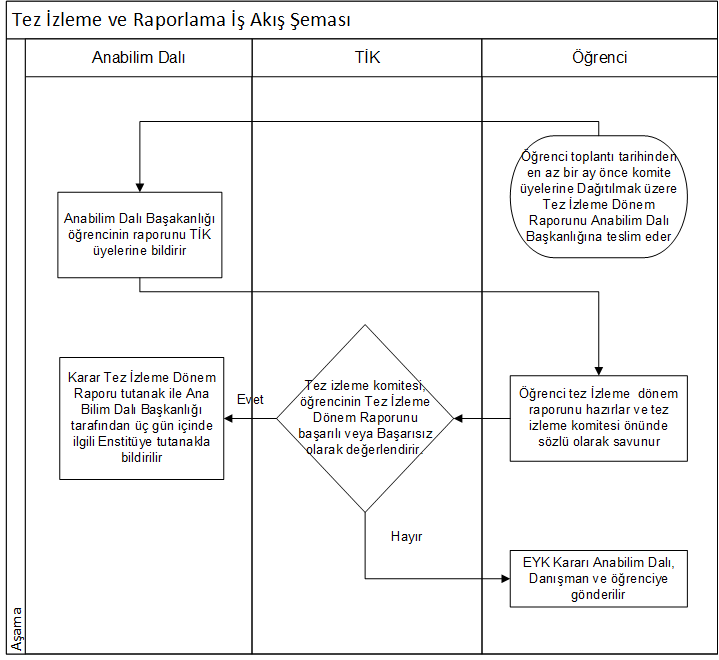 Tez İzleme ve Raporlama İş Akış Şeması
Anabilim Dalı
TİK
Öğrenci
Öğrenci toplantı tarihinden
en az bir ay önce komite
üyelerine Dağıtılmak üzere
Tez İzleme Dönem
Raporunu Anabilim Dalı
Başkanlığına teslim eder
Anabilim Dalı Başakanlığı
öğrencinin raporunu TİK
üyelerine bildirir
Öğrenci tez İzleme dönem
raporunu hazırlar ve tez
izleme komitesi önünde
sözlü olarak savunur
Tez izleme komitesi,
öğrencinin Tez İzleme
Dönem Raporunu
başarılı veya Başarısız
olarak değerlendirir.
Evet
Karar Tez İzleme Dönem
Raporu tutanak ile Ana
Bilim Dalı Başkanlığı
tarafından üç gün içinde
ilgili Enstitüye tutanakla
bildirilir
Hayır
EYK Kararı Anabilim Dalı,
Danışman ve öğrenciye
gönderilir
Aşama